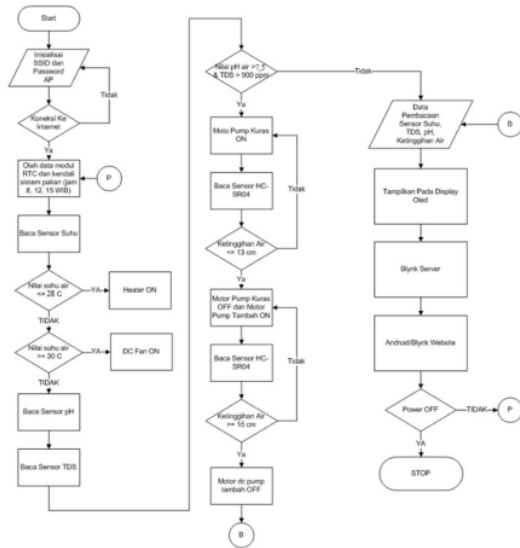 Start
Inisialisasi
SSID dan
Password
AP
Tidak
Koneksi Ke
Internet
Ya
Olah data modul
RTC dan kendali
sistem pakan (jam
8, 12, 15 WIB)
P
Baca Sensor Suhu
Nilai suhu air
<= 28 C
YA
Heater ON
TIDAK
Nilai suhu air
>= 30 C
YA
DC Fan ON
TIDAK
Baca Sensor pH
Baca Sensor TDS
Nilai pH air >7,5
& TDS > 900 ppm
Tidak
Ya
Moto Pump Kuras
ON
Baca Sensor HC-
SR04
Tidak
Ketinggihan Air
<= 13 cm
Ya
Motor Pump Kuras
OFF dan Motor
Pump Tambah ON
Baca Sensor HC-
SR04
Tidak
Ketinggihan Air
>= 15 cm
Ya
Motor dc pump
tambah OFF
B
Data
Pembacaan
Sensor Suhu,
TDS, pH,
Ketinggihan Air
B
Tampilkan Pada Display
Oled
Blynk Server
Android/Blynk Website
Power OFF
TIDAK
P
YA
STOP